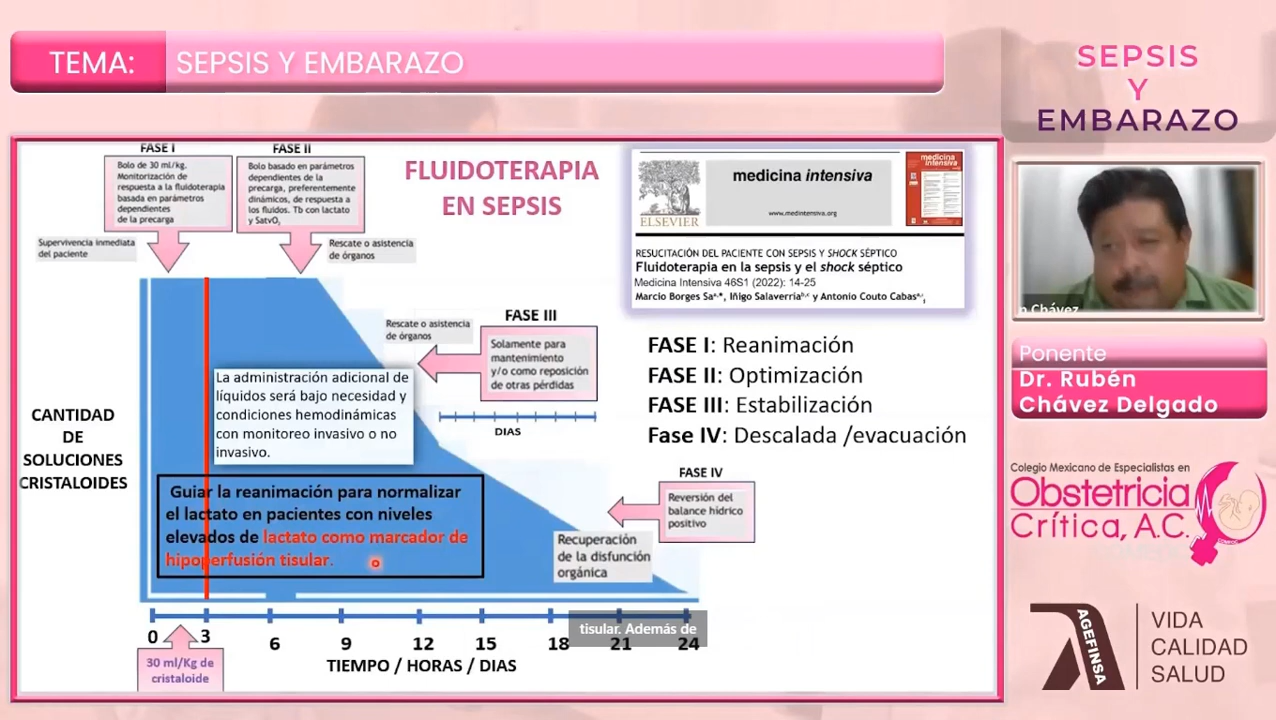 TEMA: SEPSIS Y EMBARAZO
SEPSIS
Y
EMBARAZO
FASE I
Bolo de 30 ml/kg.
Monitorización de
respuesta a la fluidoterapia
basada en parámetros
dependientes
de la precarga
FASE II
Bolo basado en parámetros
dependientes de la
precarga, preferentemente
dinámicos, de respuesta a
los fluidos. Tb con lactato
y SatvO2
FLUIDOTERAPIA
EN SEPSIS
Supervivencia inmediata
del paciente
Rescate o asistencia
de órganos
ELSEVIER
medicina intensiva
www.medintensiva.org
medicina
intensiva
RESUCITACIÓN DEL PACIENTE CON SEPSIS Y SHOCK SÉPTICO
Fluidoterapia en la sepsis y el shock séptico
Medicina Intensiva 46S1 (2022): 14-25
Marcio Borges Sa a,*, Iñigo Salaverría b,c y Antonio Couto Cabas a,
Rescate o asistencia
de órganos
FASE III
Solamente para
mantenimiento
y/o como reposición
de otras pérdidas
DIAS
FASE I: Reanimación
FASE II: Optimización
FASE III: Estabilización
Fase IV: Descalada /evacuación
La administración adicional de
líquidos será bajo necesidad y
condiciones hemodinámicas
con monitoreo invasivo o no
invasivo.
CANTIDAD
DE
SOLUCIONES
CRISTALOIDES
Guiar la reanimación para normalizar
el lactato en pacientes con niveles
elevados de lactato como marcador de
hipoperfusión tisular.
FASE IV
Reversión del
balance hídrico
positivo
Recuperación
de la disfunción
orgánica
tisular. Además de
0 3 6 9 12 15 18 21 24
TIEMPO / HORAS / DIAS
30 ml/Kg de
cristaloide
Chávez
Ponente
Dr. Rubén
Chávez Delgado
Colegio Mexicano de Especialistas en
Obstetricia
Crítica, A.C.
AGEFINSA
VIDA
CALIDAD
SALUD